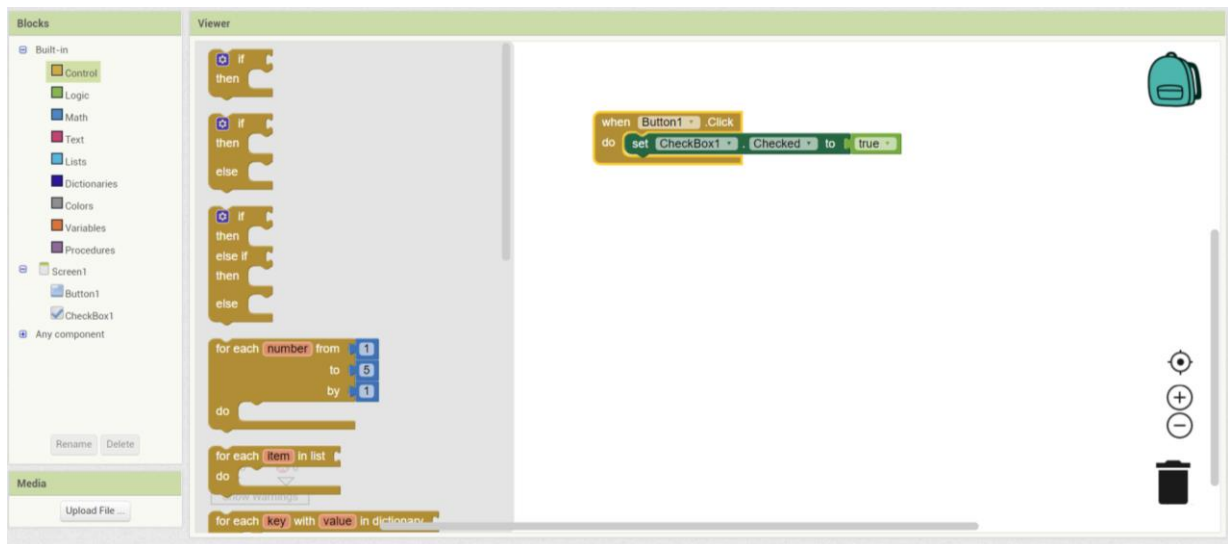 Blocks
Built-in
Control
Logic
Math
Text
Lists
Dictionaries
Colors
Variables
Procedures
Screen1
Button1
CheckBox1
Any component
Rename Delete
Media
Upload File ...
Viewer
if
then
if
then
else
if
then
else if
then
else
for each number from 1
to 5
by 1
do
for each item in list
do
Show Warnings
for each key with value in dictionary
when Button1 .Click
do set CheckBox1 . Checked to true